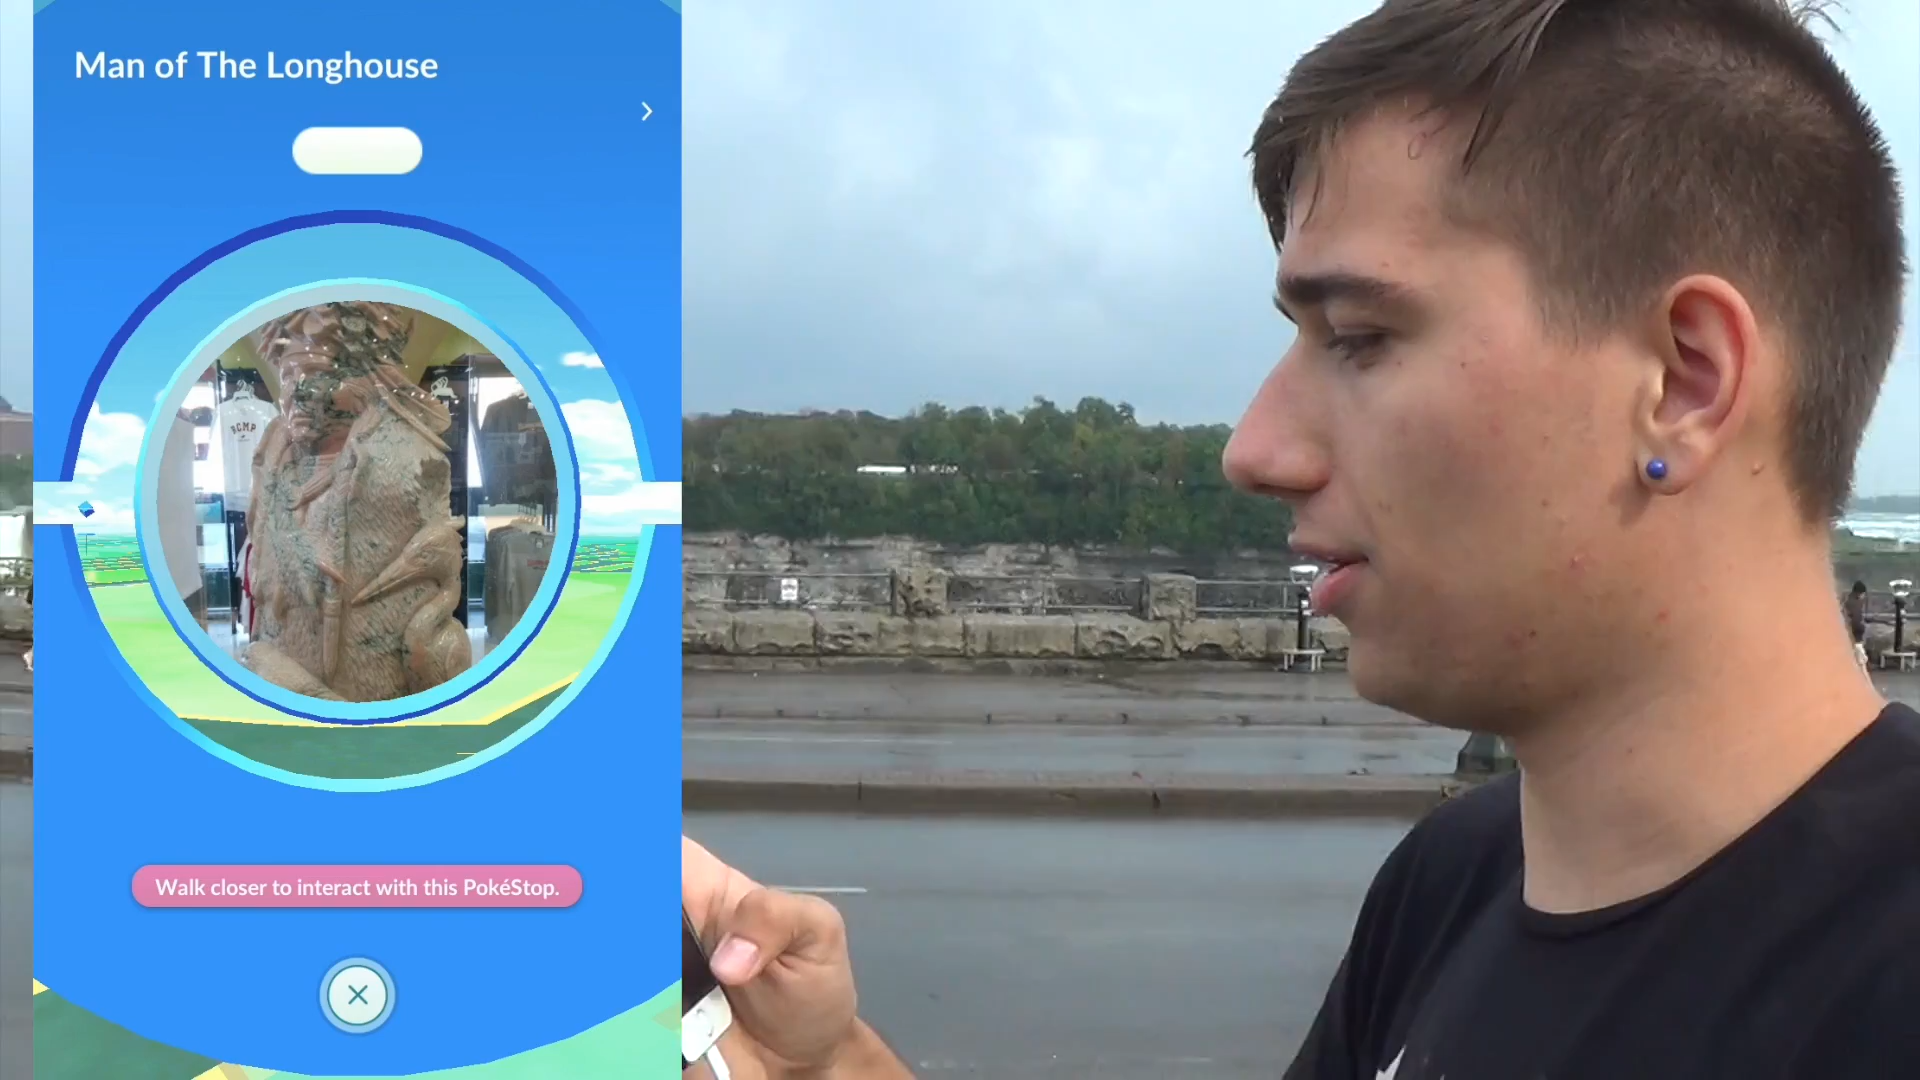 Man of The Longhouse
R.C.M.P
Walk closer to interact with this PokéStop.